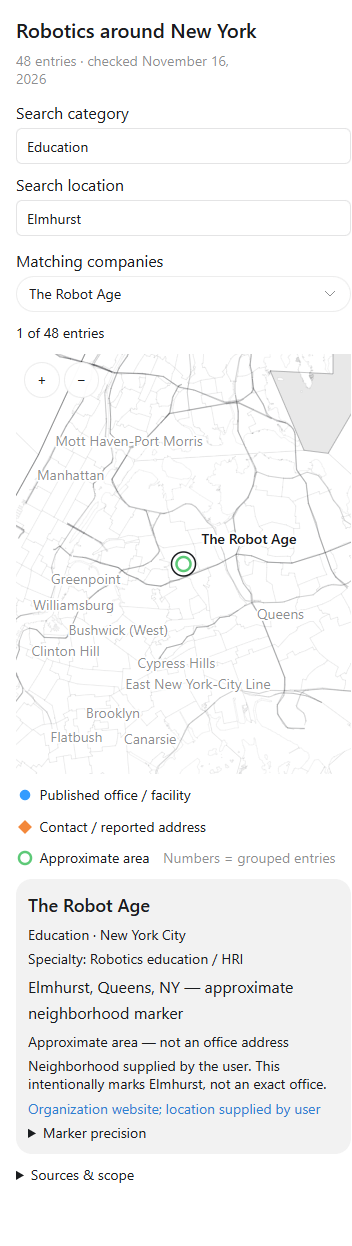 Robotics around New York
48 entries · checked November 16,
2026
Search category
Education
Search location
Elmhurst
Matching companies
The Robot Age
1 of 48 entries
+ −
Mott Haven-Port Morris
Manhattan
The Robot Age
Greenpoint
Williamsburg
Queens
Bushwick (West)
Clinton Hill
Cypress Hills
East New York-City Line
Brooklyn
Flatbush
Canarsie
Published office / facility
Contact / reported address
Approximate area Numbers = grouped entries
The Robot Age
Education · New York City
Specialty: Robotics education / HRI
Elmhurst, Queens, NY — approximate
neighborhood marker
Approximate area — not an office address
Neighborhood supplied by the user. This
intentionally marks Elmhurst, not an exact office.
Organization website; location supplied by user
Marker precision
Sources & scope